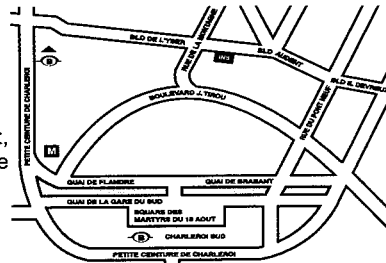 BLD DE L'YSER
RUE DE LA MONTAGNE
INS
BLD AUDENT
BLD E. DEVREUX
B
PETITE CEINTURE DE CHARLEROI
BOULEVARD J. TIROU
RUE DU PONT NEUF
M
QUAI DE FLANDRE
QUAI DE BRABANT
QUAI DE LA GARE DU SUD
SQUARE DES
MARTYRS DU 18 AOUT
B
CHARLEROI SUD
PETITE CEINTURE DE CHARLEROI